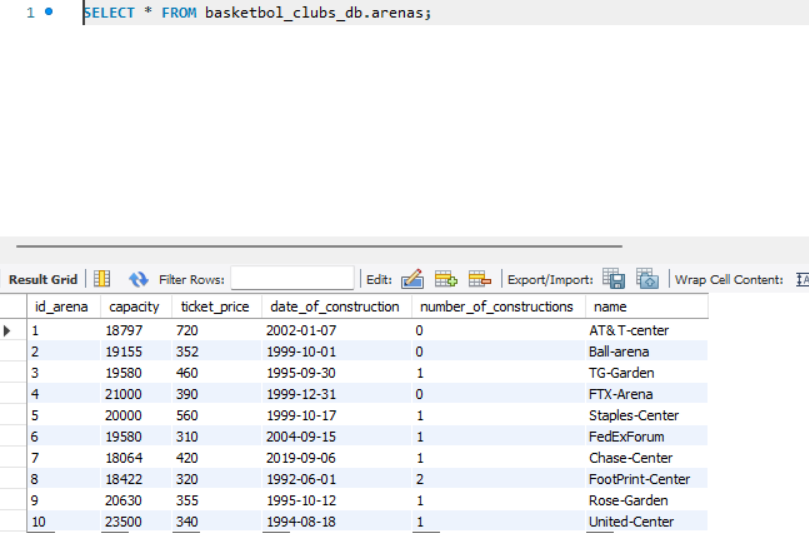 1 SELECT * FROM basketbol_clubs_db.arenas;
Result Grid Filter Rows: Edit: Export/Import: Wrap Cell Content:
id_arena capacity ticket_price date_of_construction number_of_constructions name
1 18797 720 2002-01-07 0 AT&T-center
2 19155 352 1999-10-01 0 Ball-arena
3 19580 460 1995-09-30 1 TG-Garden
4 21000 390 1999-12-31 0 FTX-Arena
5 20000 560 1999-10-17 1 Staples-Center
6 19580 310 2004-09-15 1 FedExForum
7 18064 420 2019-09-06 1 Chase-Center
8 18422 320 1992-06-01 2 FootPrint-Center
9 20630 355 1995-10-12 1 Rose-Garden
10 23500 340 1994-08-18 1 United-Center